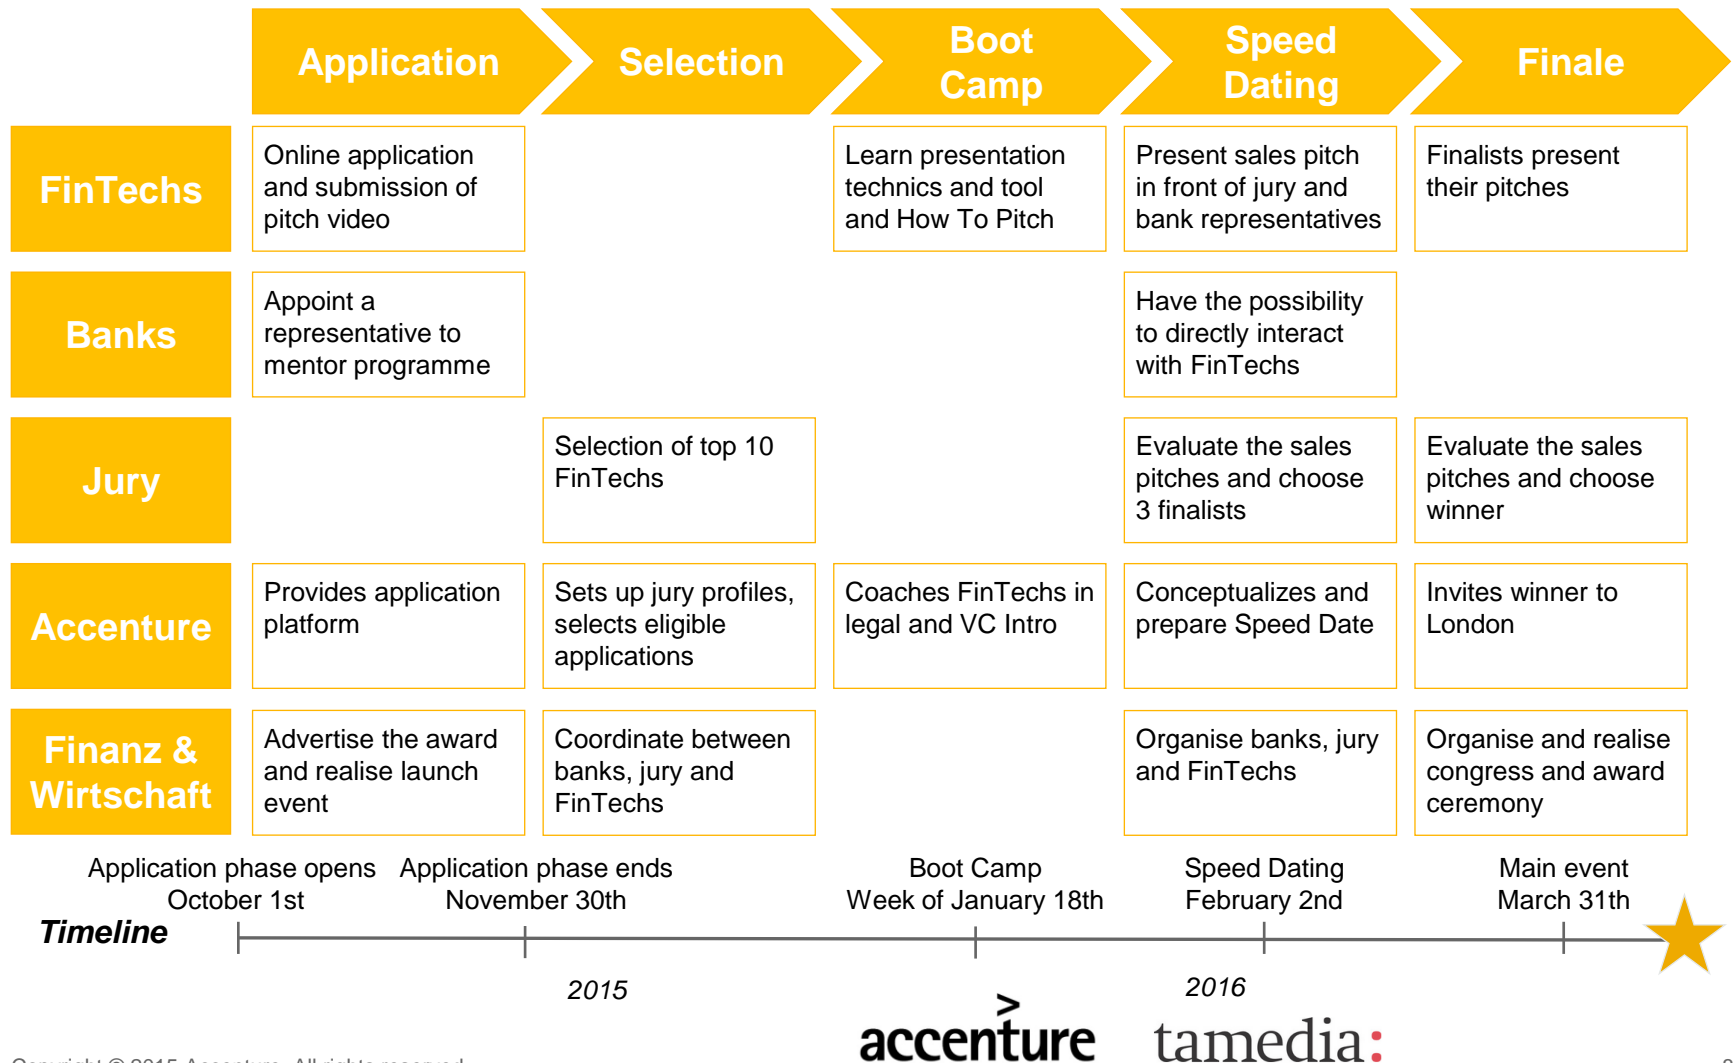 Application
Selection
Boot
Camp
Speed
Dating
Finale
FinTechs
Online application
and submission of
pitch video
Learn presentation
technics and tool
and How To Pitch
Present sales pitch
in front of jury and
bank representatives
Finalists present
their pitches
Banks
Appoint a
representative to
mentor programme
Have the possibility
to directly interact
with FinTechs
Jury
Selection of top 10
FinTechs
Evaluate the sales
pitches and choose
3 finalists
Evaluate the sales
pitches and choose
winner
Accenture
Provides application
platform
Sets up jury profiles,
selects eligible
applications
Coaches FinTechs in
legal and VC Intro
Conceptualizes and
prepare Speed Date
Invites winner to
London
Finanz &
Wirtschaft
Advertise the award
and realise launch
event
Coordinate between
banks, jury and
FinTechs
Organise banks, jury
and FinTechs
Organise and realise
congress and award
ceremony
Application phase opens
October 1st
Application phase ends
November 30th
Boot Camp
Week of January 18th
Speed Dating
February 2nd
Main event
March 31th
Timeline
2015
2016
accenture
tamedia:
Copyright © 2015 Accenture. All rights reserved.